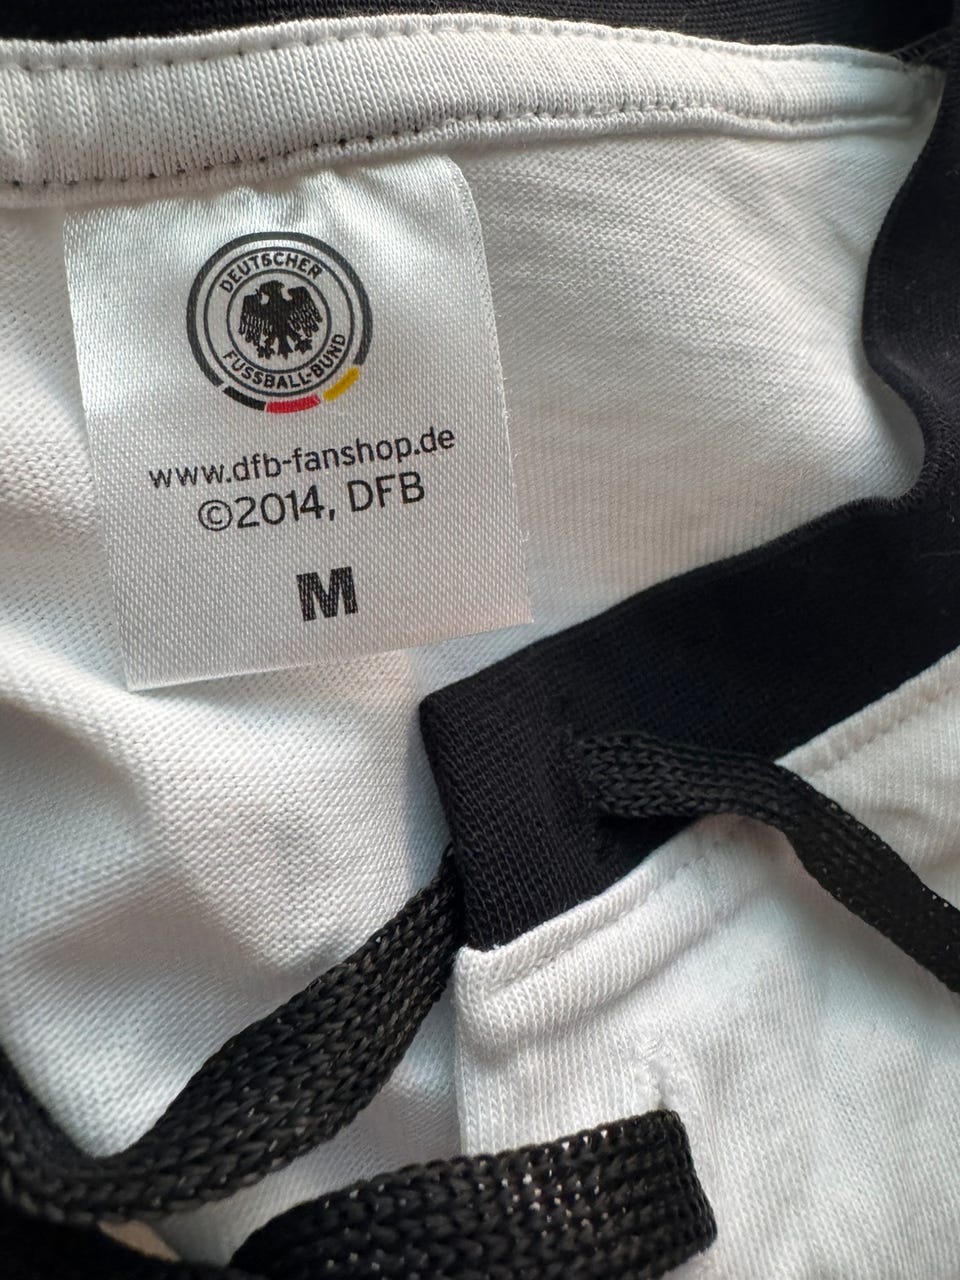 DEUTSCHER
FUSSBALL-BUND
www.dfb-fanshop.de
©2014, DFB
M